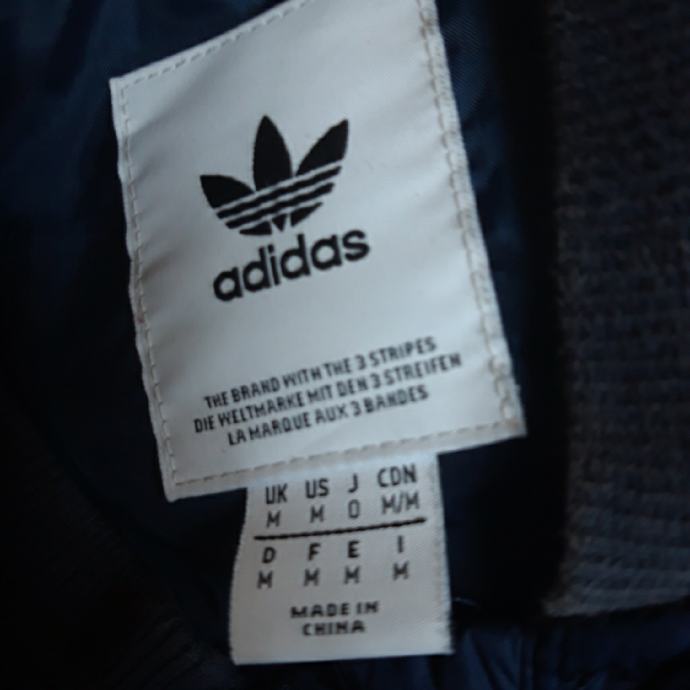 adidas
THE BRAND WITH THE 3 STRIPES
DIE WELTMARKE MIT DEN 3 STREIFEN
LA MARQUE AUX 3 BANDES
UK US J CDN
M M O M/M
D F E I
M M M M
MADE IN
CHINA